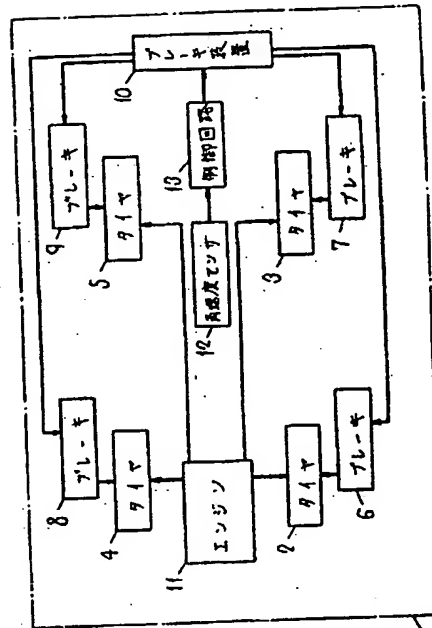 10
ブレーキ装置
9
ブレーキ
5
タイヤ
13
制御回路
12
角速度センサ
3
タイヤ
7
ブレーキ
8
ブレーキ
4
タイヤ
11
エンジン
2
タイヤ
6
ブレーキ